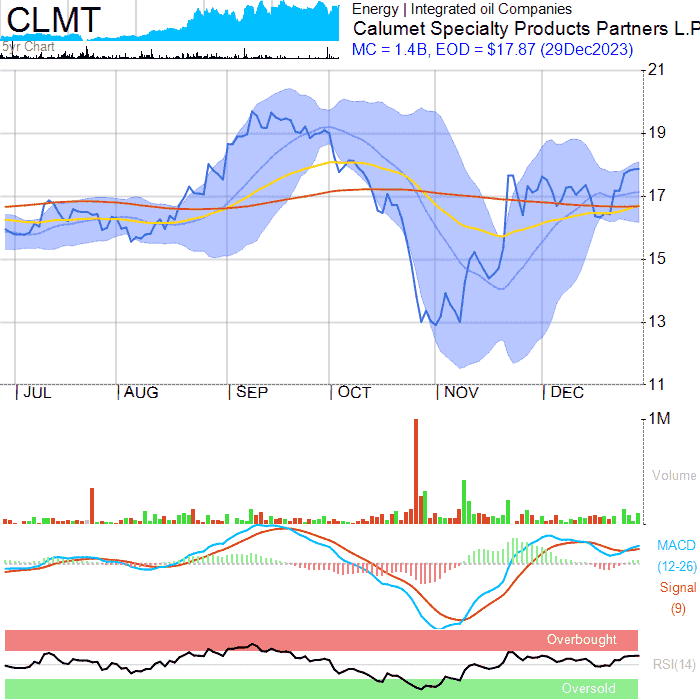 CLMT
5yr Chart
Energy | Integrated oil Companies
Calumet Specialty Products Partners L.P
MC = 1.4B, EOD = $17.87 (29Dec2023)
21
19
17
15
13
11
JUL AUG SEP OCT NOV DEC
1M
Volume
MACD
(12-26)
Signal
(9)
Overbought
RSI(14)
Oversold